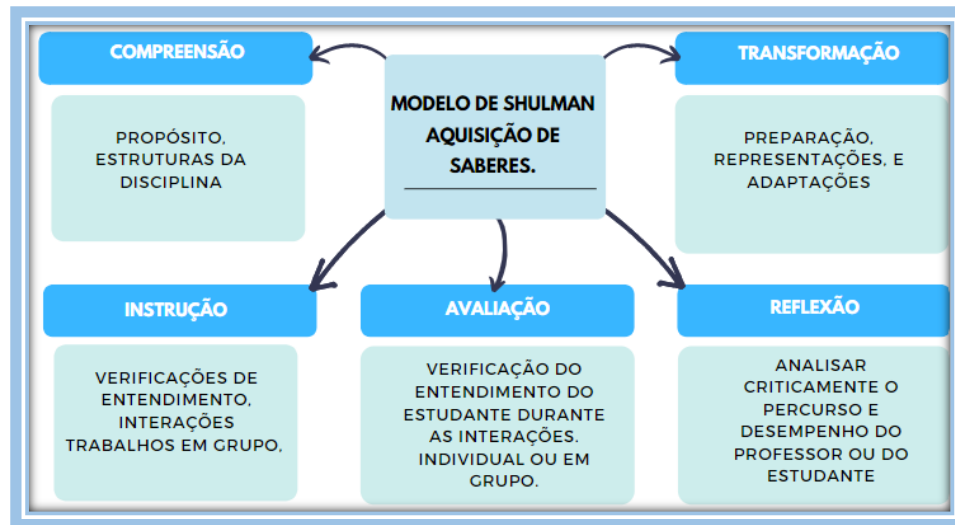 MODELO DE SHULMAN
AQUISIÇÃO DE
SABERES.
COMPREENSÃO
PROPÓSITO,
ESTRUTURAS DA
DISCIPLINA
TRANSFORMAÇÃO
PREPARAÇÃO,
REPRESENTAÇÕES, E
ADAPTAÇÕES
INSTRUÇÃO
VERIFICAÇÕES DE
ENTENDIMENTO,
INTERAÇÕES
TRABALHOS EM GRUPO,
AVALIAÇÃO
VERIFICAÇÃO DO
ENTENDIMENTO DO
ESTUDANTE DURANTE
AS INTERAÇÕES.
INDIVIDUAL OU EM
GRUPO.
REFLEXÃO
ANALISAR
CRITICAMENTE O
PERCURSO E
DESEMPENHO DO
PROFESSOR OU DO
ESTUDANTE